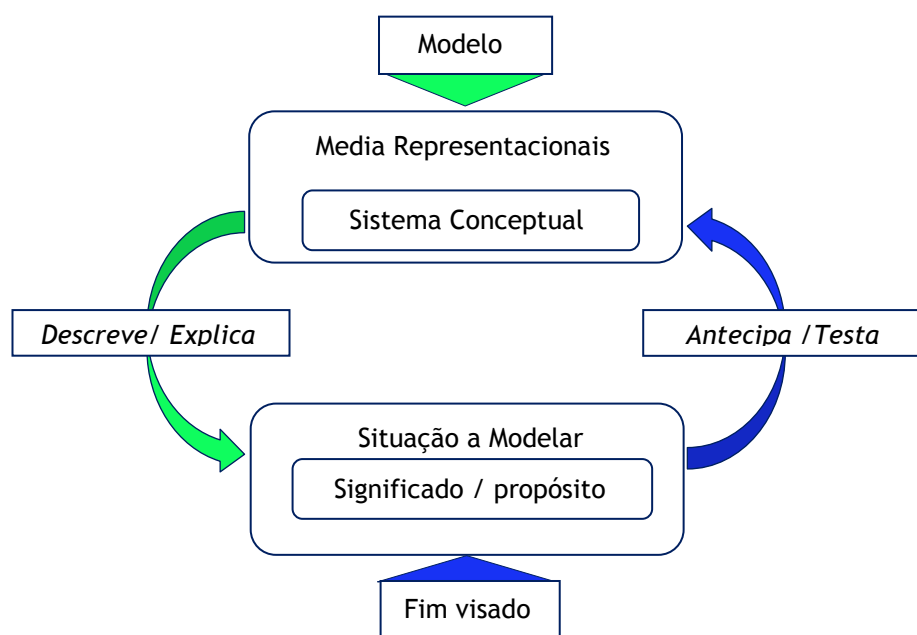 Modelo
Media Representacionais
Sistema Conceptual
Descreve/ Explica
Antecipa /Testa
Situação a Modelar
Significado / propósito
Fim visado